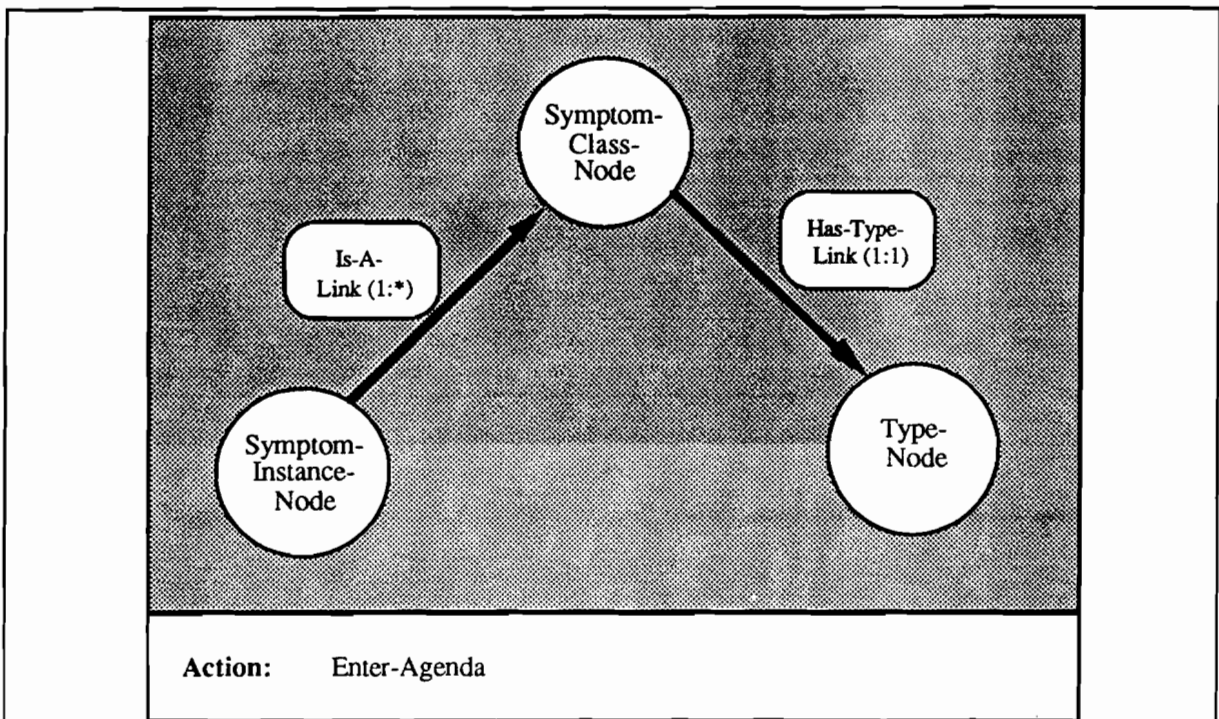 Symptom-
Class-
Node
Is-A-
Link (1:*)
Has-Type-
Link (1:1)
Symptom-
Instance-
Node
Type-
Node
Action: Enter-Agenda